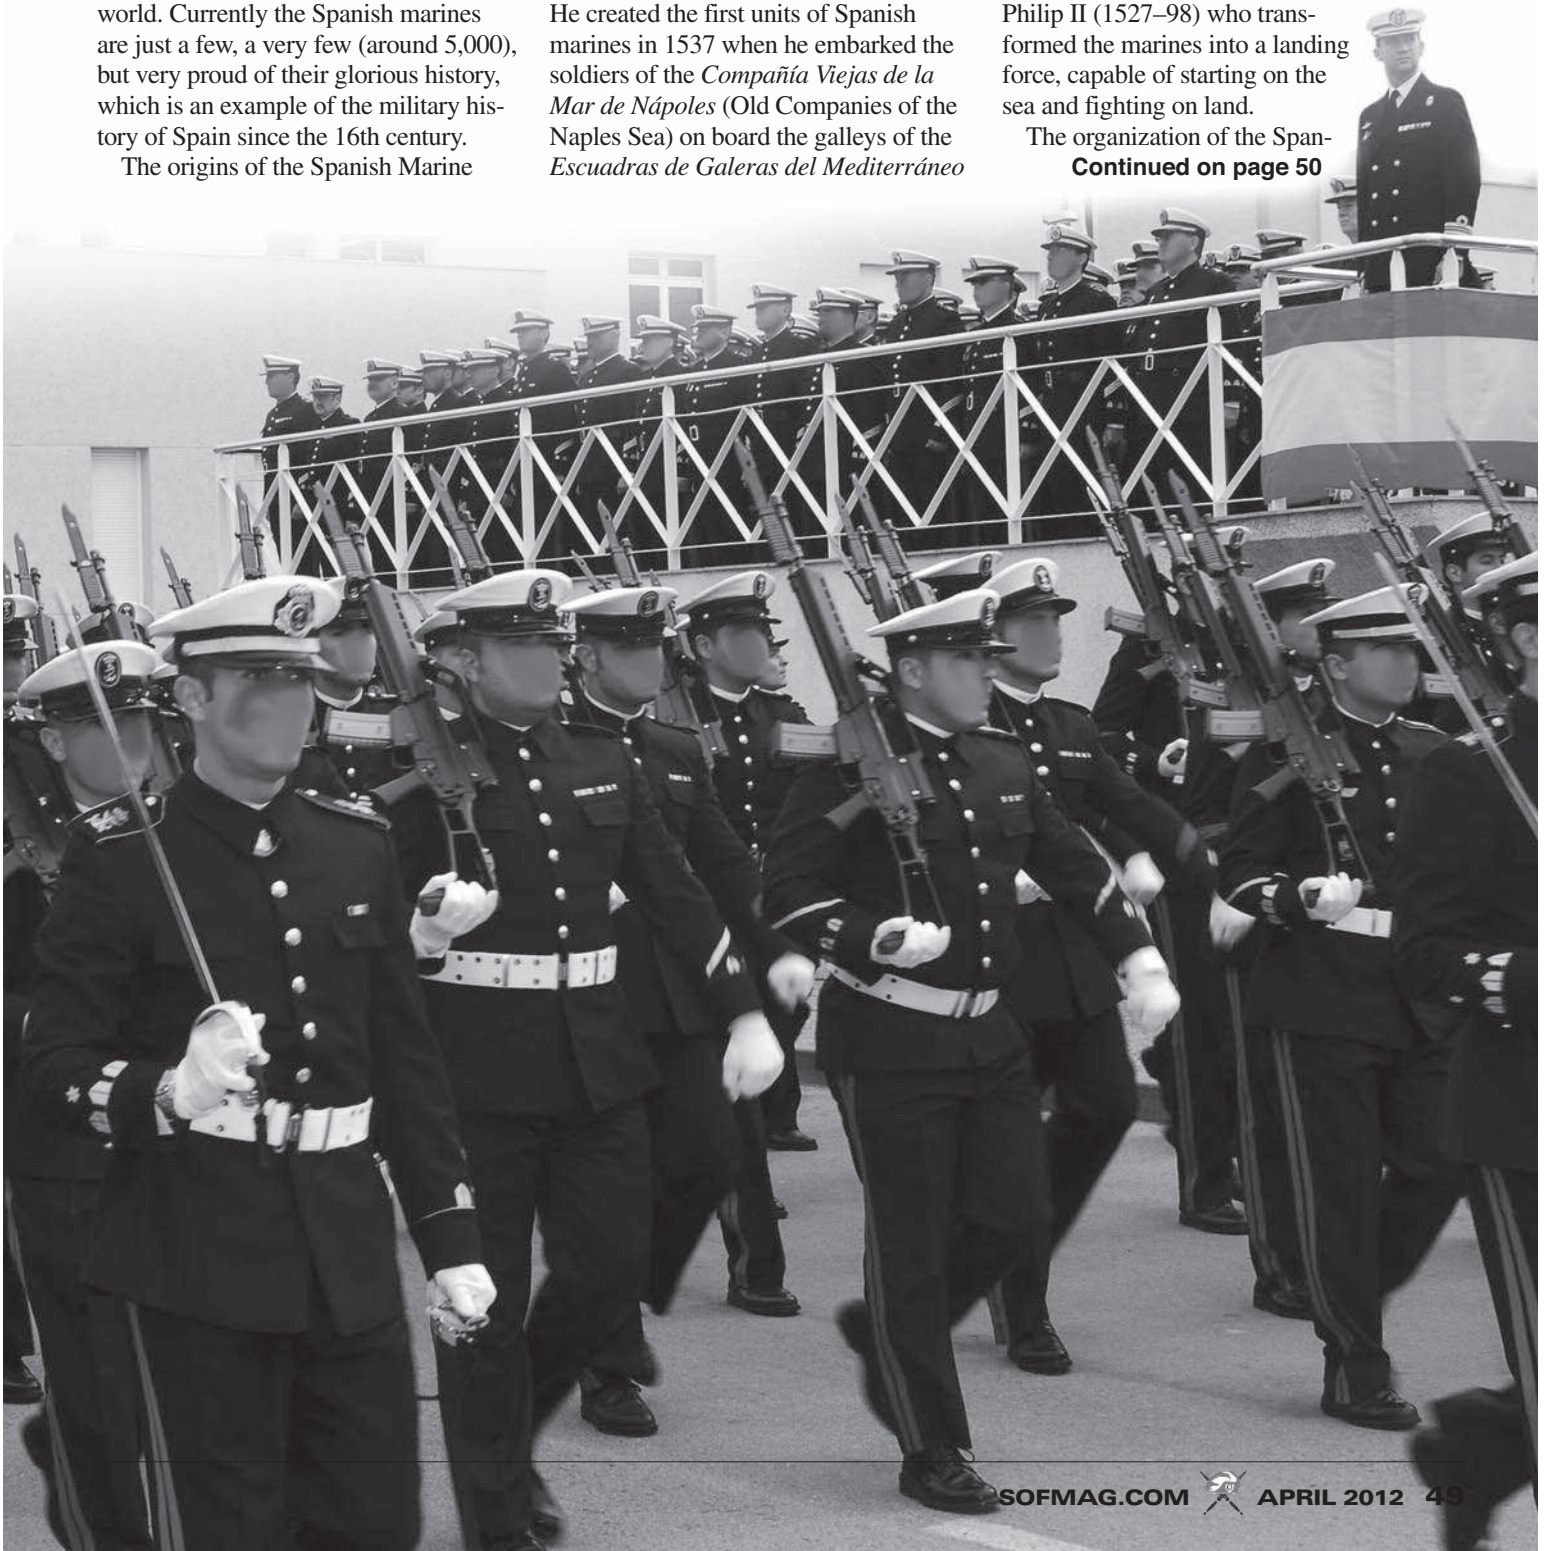 world. Currently the Spanish marines
are just a few, a very few (around 5,000),
but very proud of their glorious history,
which is an example of the military his-
tory of Spain since the 16th century.
The origins of the Spanish Marine
He created the first units of Spanish
marines in 1537 when he embarked the
soldiers of the Compañía Viejas de la
Mar de Nápoles (Old Companies of the
Naples Sea) on board the galleys of the
Escuadras de Galeras del Mediterráneo
Philip II (1527–98) who trans-
formed the marines into a landing
force, capable of starting on the
sea and fighting on land.
The organization of the Span-
Continued on page 50
SOFMAG.COM APRIL 2012 49